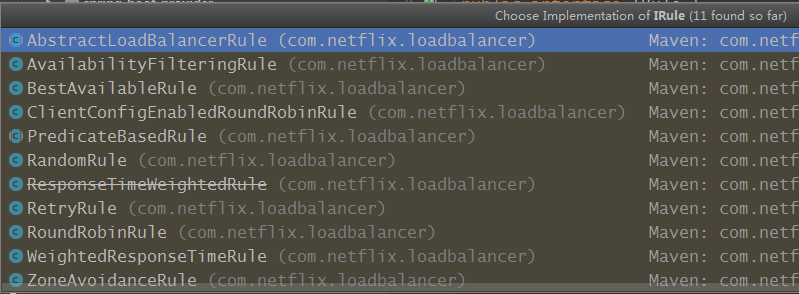 Choose Implementation of IRule (11 found so far)
AbstractLoadBalancerRule (com.netflix.loadbalancer) Maven: com.netf
AvailabilityFilteringRule (com.netflix.loadbalancer) Maven: com.netf
BestAvailableRule (com.netflix.loadbalancer) Maven: com.netf
ClientConfigEnabledRoundRobinRule (com.netflix.loadbalancer) Maven: com.netf
PredicateBasedRule (com.netflix.loadbalancer) Maven: com.netf
RandomRule (com.netflix.loadbalancer) Maven: com.netf
ResponseTimeWeightedRule (com.netflix.loadbalancer) Maven: com.netf
RetryRule (com.netflix.loadbalancer) Maven: com.netf
RoundRobinRule (com.netflix.loadbalancer) Maven: com.netf
WeightedResponseTimeRule (com.netflix.loadbalancer) Maven: com.netf
ZoneAvoidanceRule (com.netflix.loadbalancer) Maven: com.netf